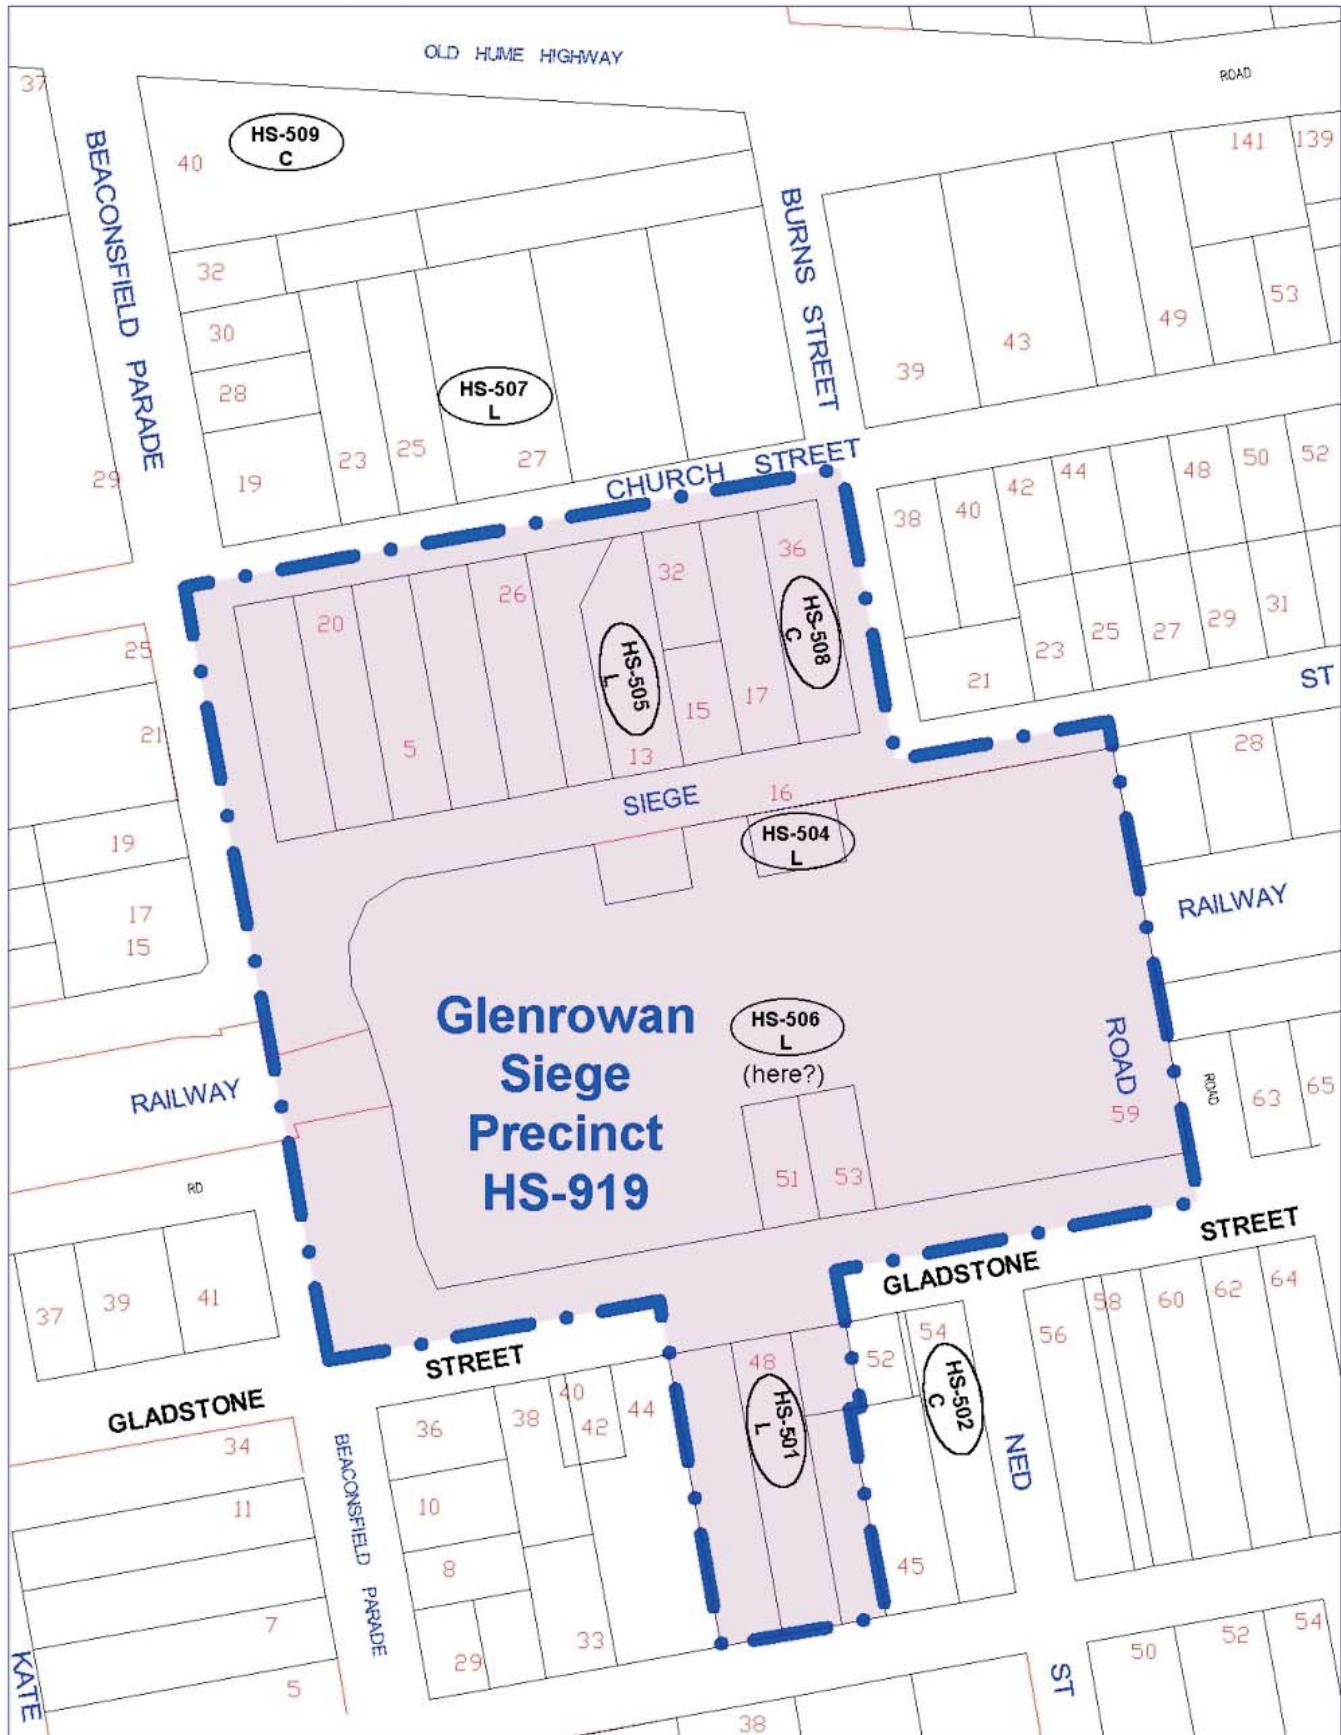 OLD HUME HIGHWAY
ROAD
37
BEACONSFIELD PARADE
40
HS-509
C
141
139
32
BURNS STREET
30
28
53
49
43
39
HS-507
L
23
25
27
19
29
CHURCH STREET
38
40
42
44
48
50
52
20
26
32
36
HS-508
C
HS-505
L
25
21
23
25
27
29
31
21
ST
5
13
15
17
28
SIEGE
16
HS-504
L
19
17
15
RAILWAY
Glenrowan
Siege
Precinct
HS-919
HS-506
L
(here?)
ROAD
59
ROAD
63
65
RAILWAY
51
53
RD
37
39
41
STREET
GLADSTONE
STREET
GLADSTONE
34
11
7
5
KATE
BEACONSFIELD PARADE
36
38
40
42
44
10
8
29
33
48
HS-501
L
52
54
HS-502
C
45
NED
ST
56
58
60
62
64
50
52
54
38